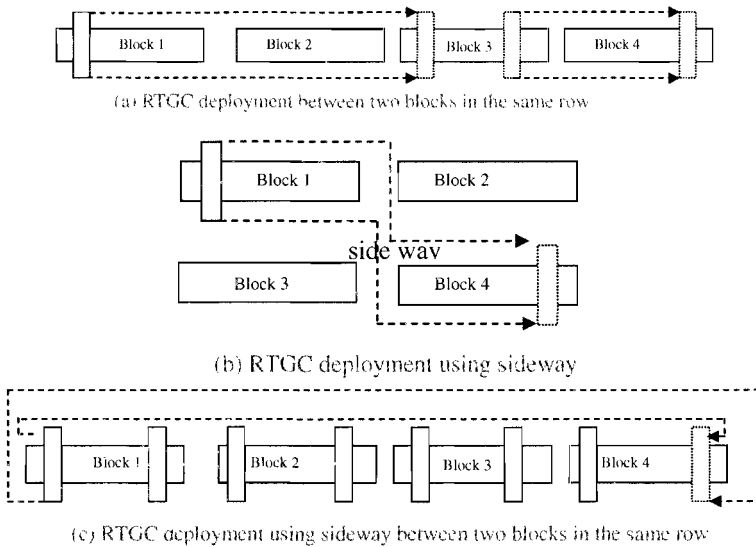 Block 1 Block 2 Block 3 Block 4
(a) RTGC deployment between two blocks in the same row
Block 1 Block 2
side way
Block 3 Block 4
(b) RTGC deployment using sideway
Block 1 Block 2 Block 3 Block 4
(c) RTGC deployment using sideway between two blocks in the same row